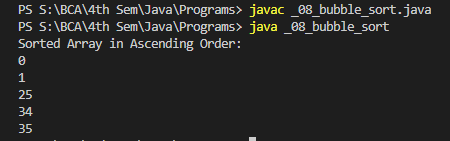 PS S:\BCA\4th Sem\Java\Programs> javac _08_bubble_sort.java
PS S:\BCA\4th Sem\Java\Programs> java _08_bubble_sort
Sorted Array in Ascending Order:
0
1
25
34
35